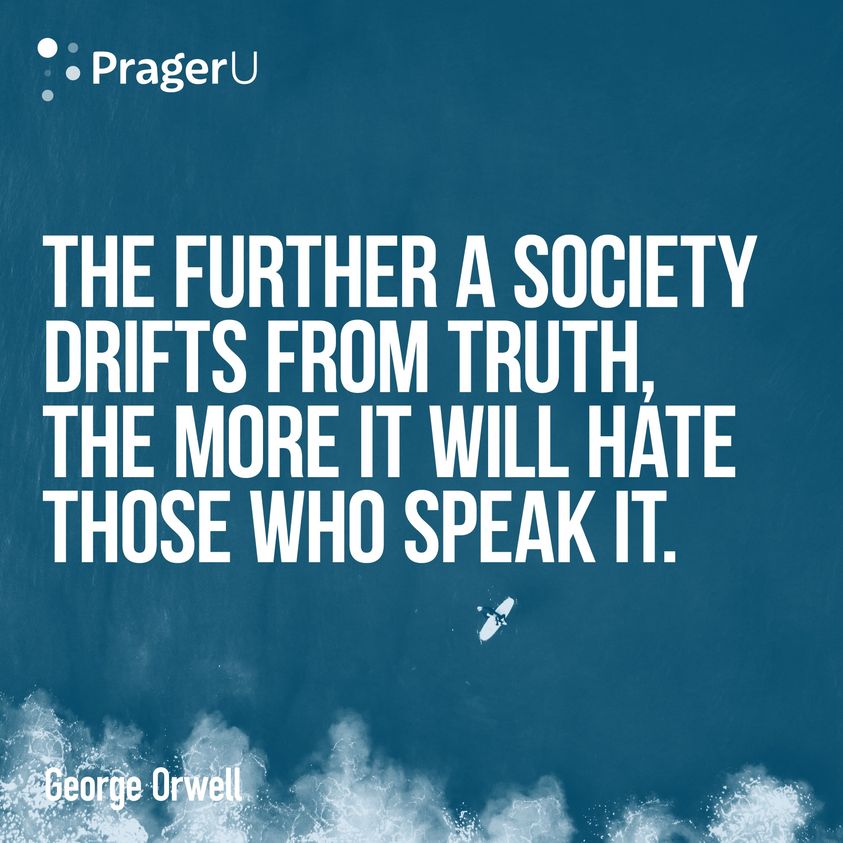 PragerU
THE FURTHER A SOCIETY
DRIFTS FROM TRUTH,
THE MORE IT WILL HATE
THOSE WHO SPEAK IT.
George Orwell